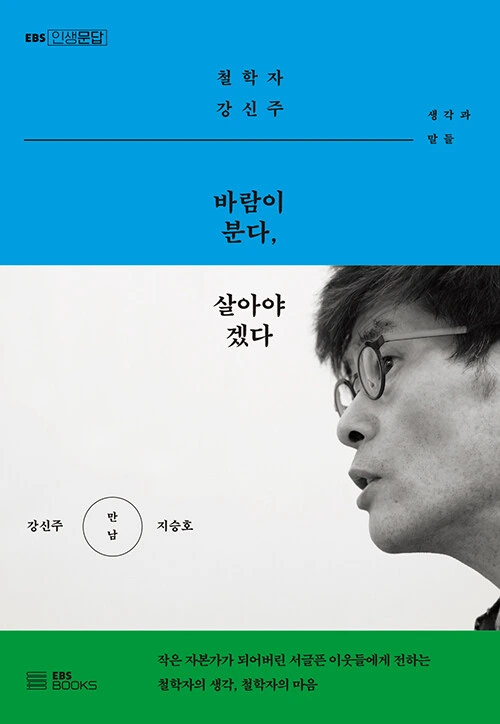 EBS 인생문답
철학자
강신주
생각과
말들
바람이
분다,
살아야
겠다
강신주 만남 지승호
작은 자본가가 되어버린 서글픈 이웃들에게 전하는
철학자의 생각, 철학자의 마음
EBS
BOOKS